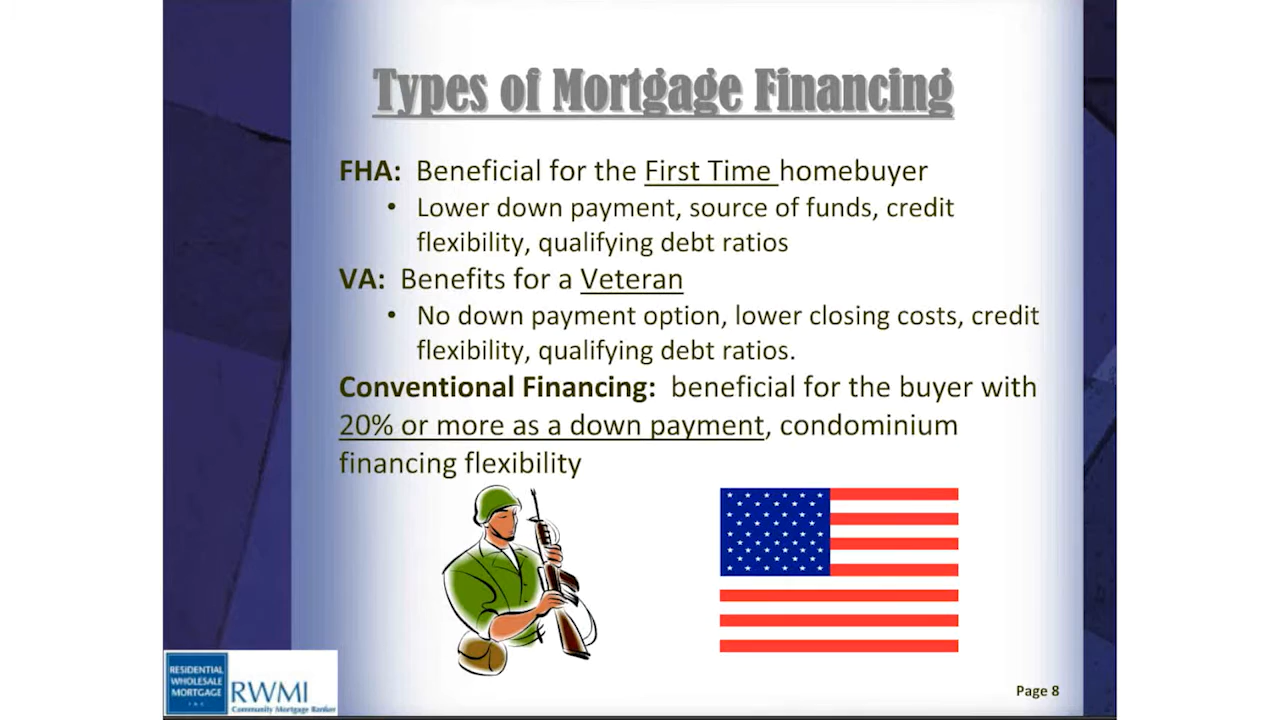 Types of Mortgage Financing
FHA: Beneficial for the First Time homebuyer
• Lower down payment, source of funds, credit
flexibility, qualifying debt ratios
VA: Benefits for a Veteran
• No down payment option, lower closing costs, credit
flexibility, qualifying debt ratios.
Conventional Financing: beneficial for the buyer with
20% or more as a down payment, condominium
financing flexibility
RESIDENTIAL
WHOLESALE
MORTGAGE
INC
RWMI
Community Mortgage Banker
Page 8